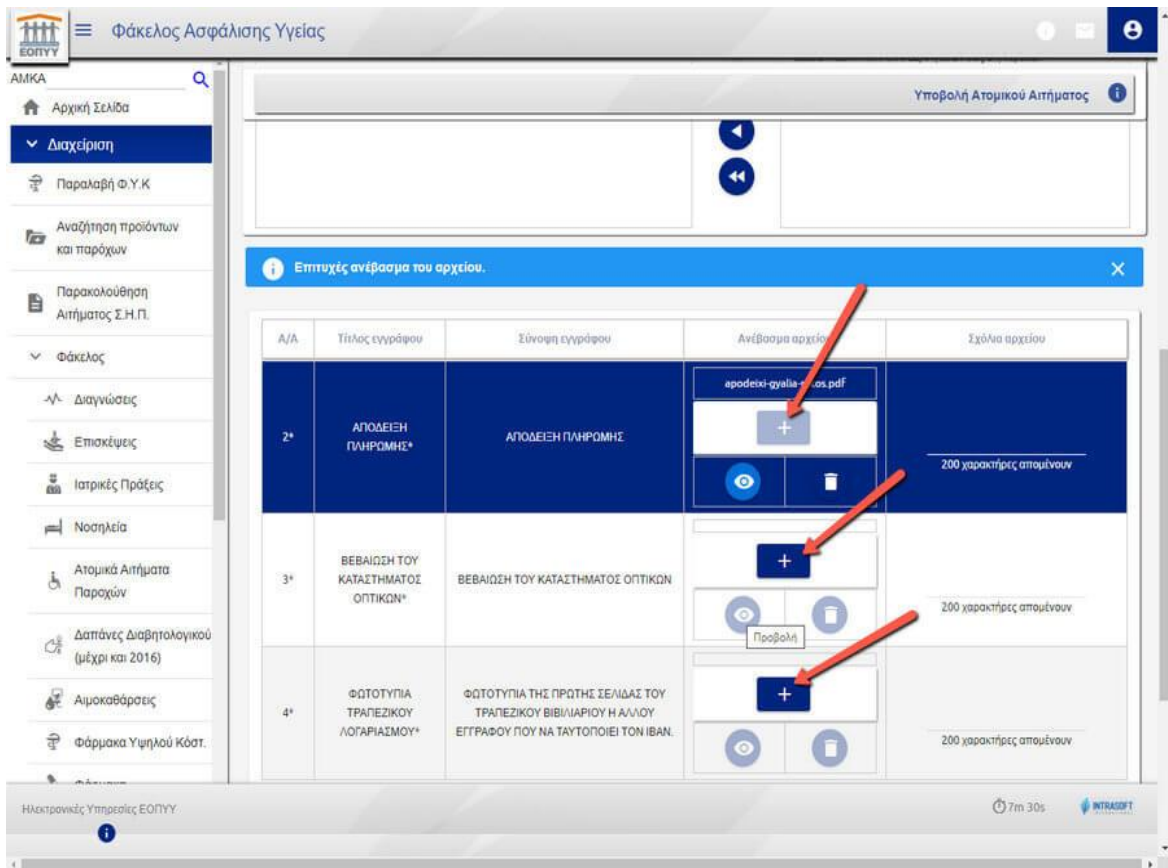 ΕΟΠΥΥ
Φάκελος Ασφάλισης Υγείας
ΑΜΚΑ
Αρχική Σελίδα
Διαχείριση
Παραλαβή Φ.Υ.Κ
Αναζήτηση προϊόντων
και παρόχων
Παρακολούθηση
Αιτήματος Σ.Η.Π.
Φάκελος
Διαγνώσεις
Επισκέψεις
Ιατρικές Πράξεις
Νοσηλεία
Ατομικά Αιτήματα
Παροχών
Δαπάνες Διαβητολογικού
(μέχρι και 2016)
Αιμοκαθάρσεις
Φάρμακα Υψηλού Κόστ.
Υποβολή Ατομικού Αιτήματος
Επιτυχές ανέβασμα του αρχείου.
Α/Α Τίτλος εγγράφου Σύνοψη εγγράφου Ανέβασμα αρχείου Σχόλια αρχείου
2* ΑΠΟΔΕΙΞΗ
ΠΛΗΡΩΜΗΣ*
ΑΠΟΔΕΙΞΗ ΠΛΗΡΩΜΗΣ
200 χαρακτήρες απομένουν
3* ΒΕΒΑΙΩΣΗ ΤΟΥ
ΚΑΤΑΣΤΗΜΑΤΟΣ
ΟΠΤΙΚΩΝ*
ΒΕΒΑΙΩΣΗ ΤΟΥ ΚΑΤΑΣΤΗΜΑΤΟΣ ΟΠΤΙΚΩΝ
Προβολή
200 χαρακτήρες απομένουν
4* ΦΩΤΟΤΥΠΙΑ
ΤΡΑΠΕΖΙΚΟΥ
ΛΟΓΑΡΙΑΣΜΟΥ*
ΦΩΤΟΤΥΠΙΑ ΤΗΣ ΠΡΩΤΗΣ ΣΕΛΙΔΑΣ ΤΟΥ
ΤΡΑΠΕΖΙΚΟΥ ΒΙΒΛΙΑΡΙΟΥ Η ΑΛΛΟΥ
ΕΓΓΡΑΦΟΥ ΠΟΥ ΝΑ ΤΑΥΤΟΠΟΙΕΙ ΤΟΝ ΙΒΑΝ.
200 χαρακτήρες απομένουν
Ηλεκτρονικές Υπηρεσίες ΕΟΠΥΥ
7m 30s
INTRASOFT